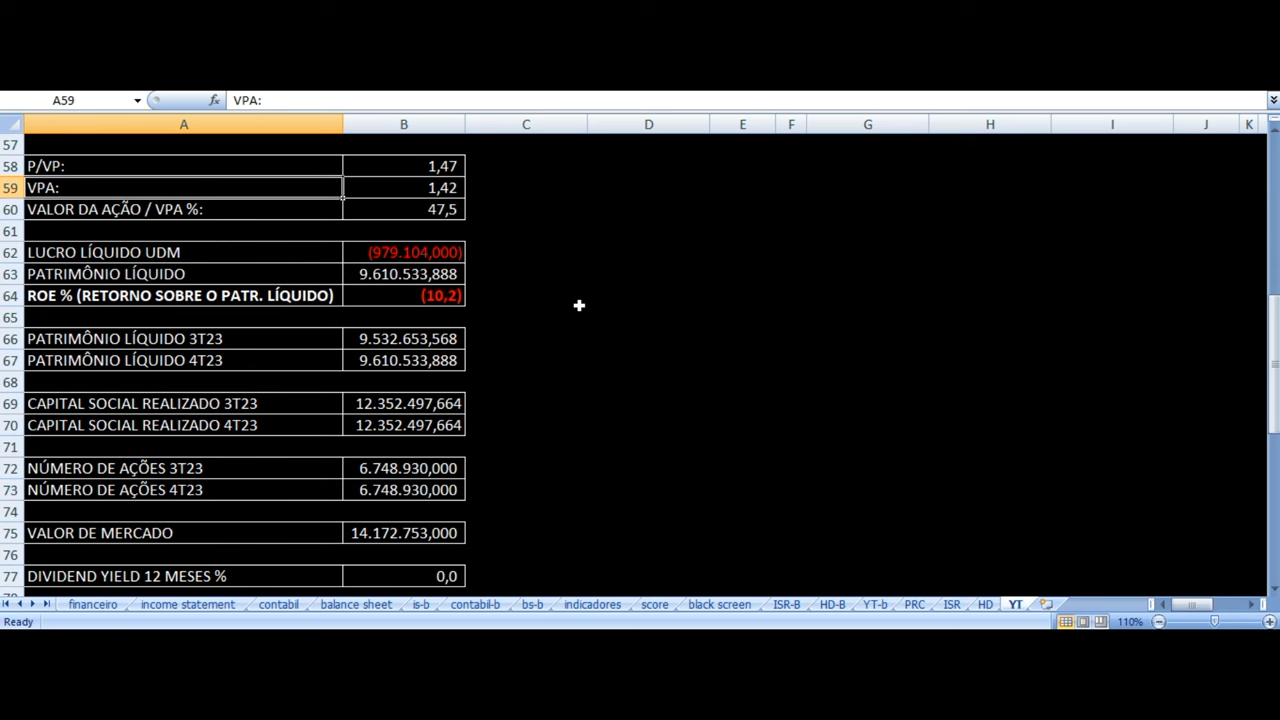 A59 fx VPA:
A B C D E F G H I J K
57
58 P/VP: 1,47
59 VPA: 1,42
60 VALOR DA AÇÃO / VPA %: 47,5
61
62 LUCRO LÍQUIDO UDM (979.104,000)
63 PATRIMÔNIO LÍQUIDO 9.610.533,888
64 ROE % (RETORNO SOBRE O PATR. LÍQUIDO) (10,2)
65
66 PATRIMÔNIO LÍQUIDO 3T23 9.532.653,568
67 PATRIMÔNIO LÍQUIDO 4T23 9.610.533,888
68
69 CAPITAL SOCIAL REALIZADO 3T23 12.352.497,664
70 CAPITAL SOCIAL REALIZADO 4T23 12.352.497,664
71
72 NÚMERO DE AÇÕES 3T23 6.748.930,000
73 NÚMERO DE AÇÕES 4T23 6.748.930,000
74
75 VALOR DE MERCADO 14.172.753,000
76
77 DIVIDEND YIELD 12 MESES % 0,0
financeiro income statement contabil balance sheet is-b contabil-b bs-b indicadores score black screen ISR-B HD-B YT-b PRC ISR HD YT
Ready 110%